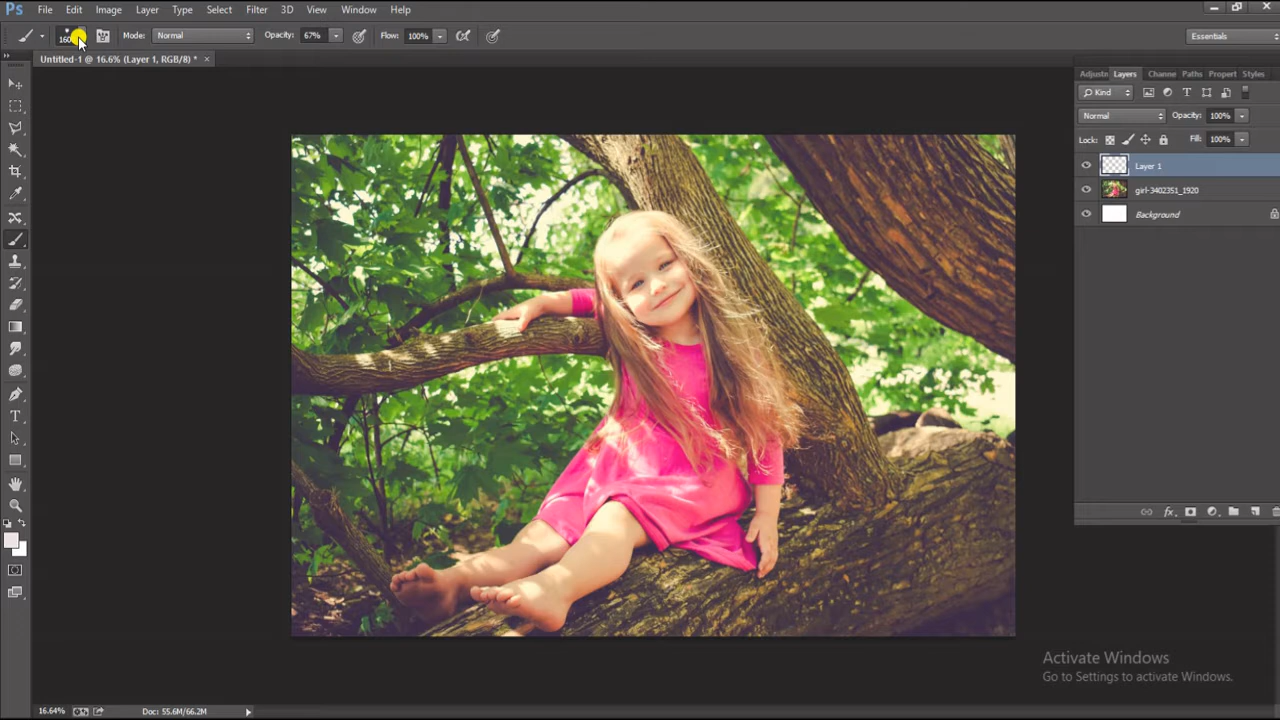 Ps File Edit Image Layer Type Select Filter 3D View Window Help
Mode: Normal Opacity: 67% Flow: 100% Essentials
Untitled-1 @ 16.6% (Layer 1, RGB/8) * ×
Adjustn Layers Channe Paths Propert Styles
Kind
Normal Opacity: 100%
Lock: Fill: 100%
Layer 1
girl-3402351_1920
Background
Activate Windows
Go to Settings to activate Windows.
16.64% Doc: 55.6M/66.2M